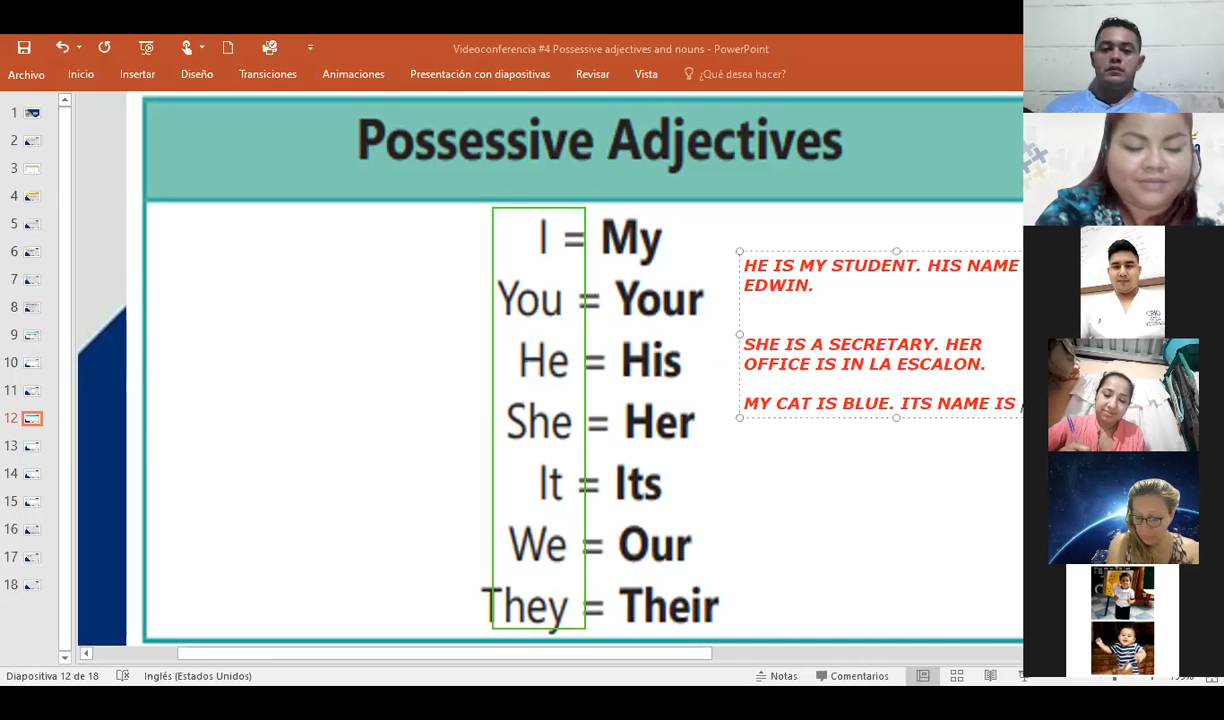 Videoconferencia #4 Possessive adjectives and nouns - PowerPoint
Archivo Inicio Insertar Diseño Transiciones Animaciones Presentación con diapositivas Revisar Vista ¿Qué desea hacer?
1
2
3
4
5
6
7
8
9
10
11
12
13
14
15
16
17
18
Possessive Adjectives
I = My
You = Your
He = His
She = Her
It = Its
We = Our
They = Their
HE IS MY STUDENT. HIS NAME
EDWIN.
SHE IS A SECRETARY. HER
OFFICE IS IN LA ESCALON.
MY CAT IS BLUE. ITS NAME IS
Diapositiva 12 de 18 Inglés (Estados Unidos) Notas Comentarios